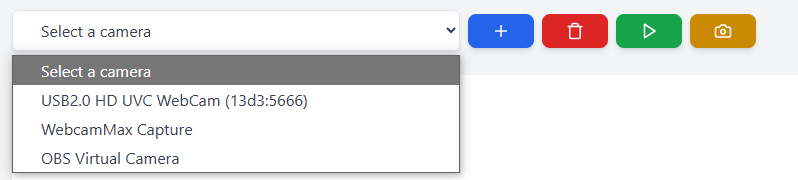 Select a camera
Select a camera
USB2.0 HD UVC WebCam (13d3:5666)
WebcamMax Capture
OBS Virtual Camera